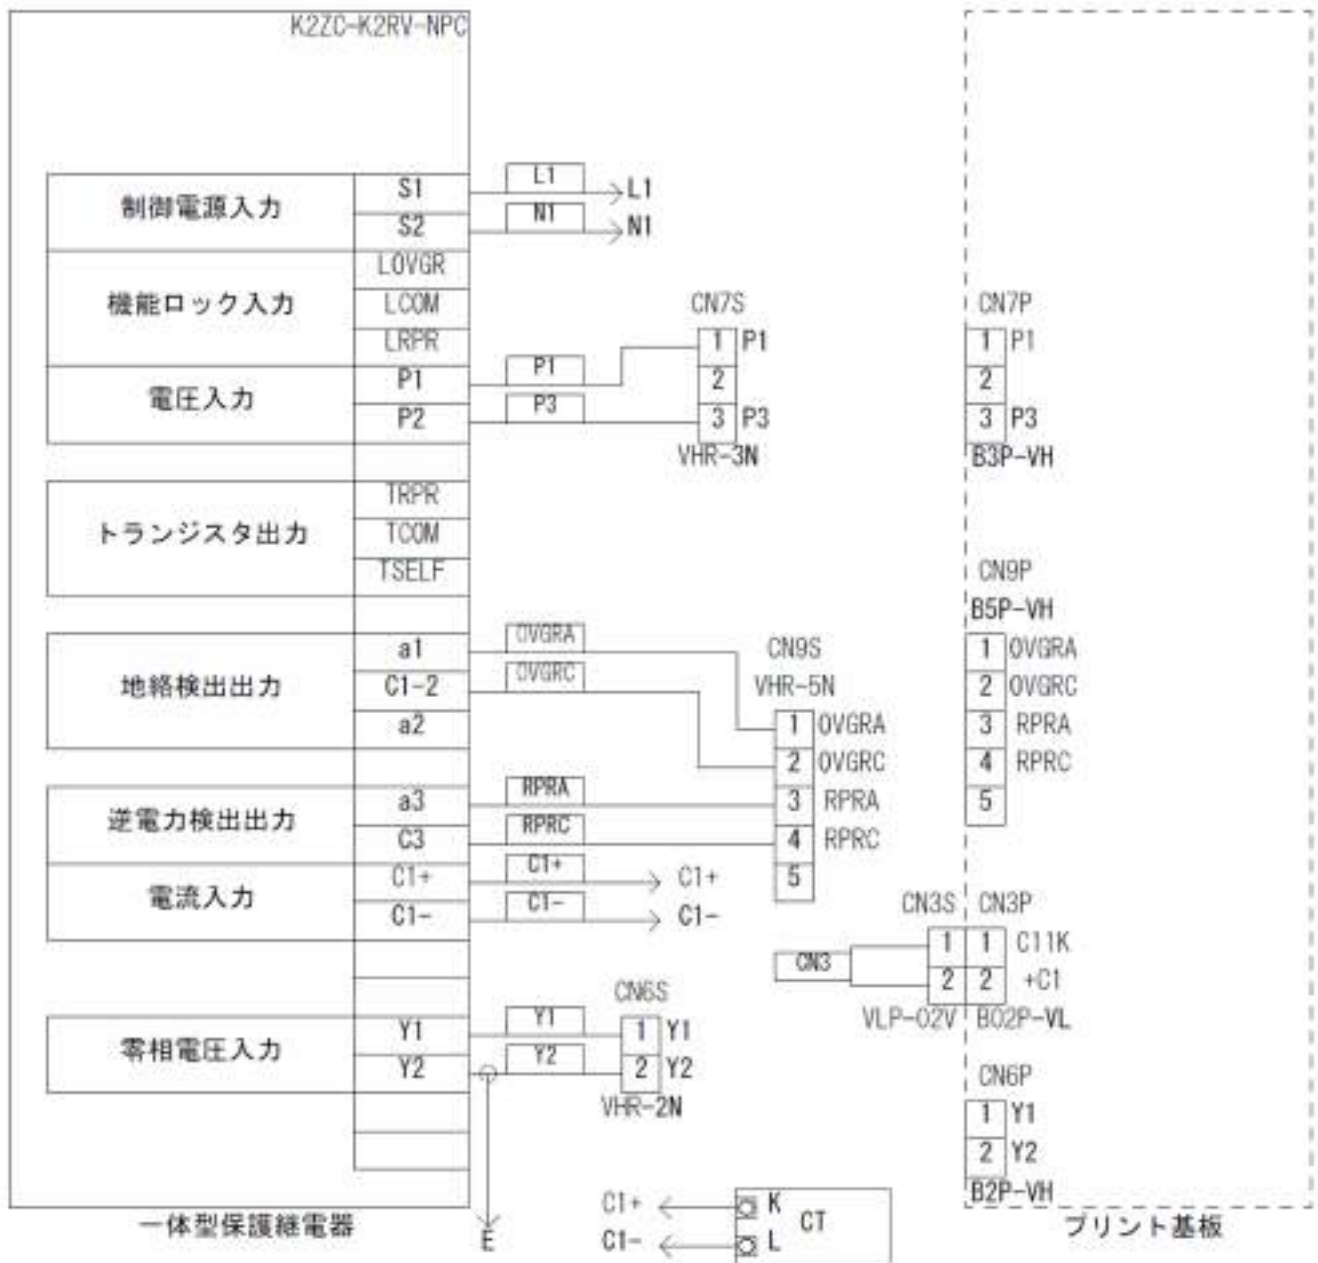 K2ZC-K2RV-NPC
制御電源入力
S1
L1
L1
S2
N1
N1
機能ロック入力
LOVGR
LCOM
LRPR
電圧入力
P1
P1
P2
P3
CN7S
1 P1
2
3 P3
VHR-3N
CN7P
1 P1
2
3 P3
B3P-VH
トランジスタ出力
TRPR
TCOM
TSELF
地絡検出出力
a1
OVGRA
C1-2
OVGRC
a2
逆電力検出出力
a3
RPRA
C3
RPRC
CN9S
VHR-5N
1 OVGRA
2 OVGRC
3 RPRA
4 RPRC
5
CN9P
B5P-VH
1 OVGRA
2 OVGRC
3 RPRA
4 RPRC
5
電流入力
C1+
C1+
C1+
C1-
C1-
C1-
CN3
CN3S
1
2
VLP-02V
CN3P
1 C11K
2 +C1
B02P-VL
零相電圧入力
Y1
Y1
Y2
Y2
CN6S
1 Y1
2 Y2
VHR-2N
CN6P
1 Y1
2 Y2
B2P-VH
E
C1+
K
C1-
L
CT
一体型保護継電器
プリント基板